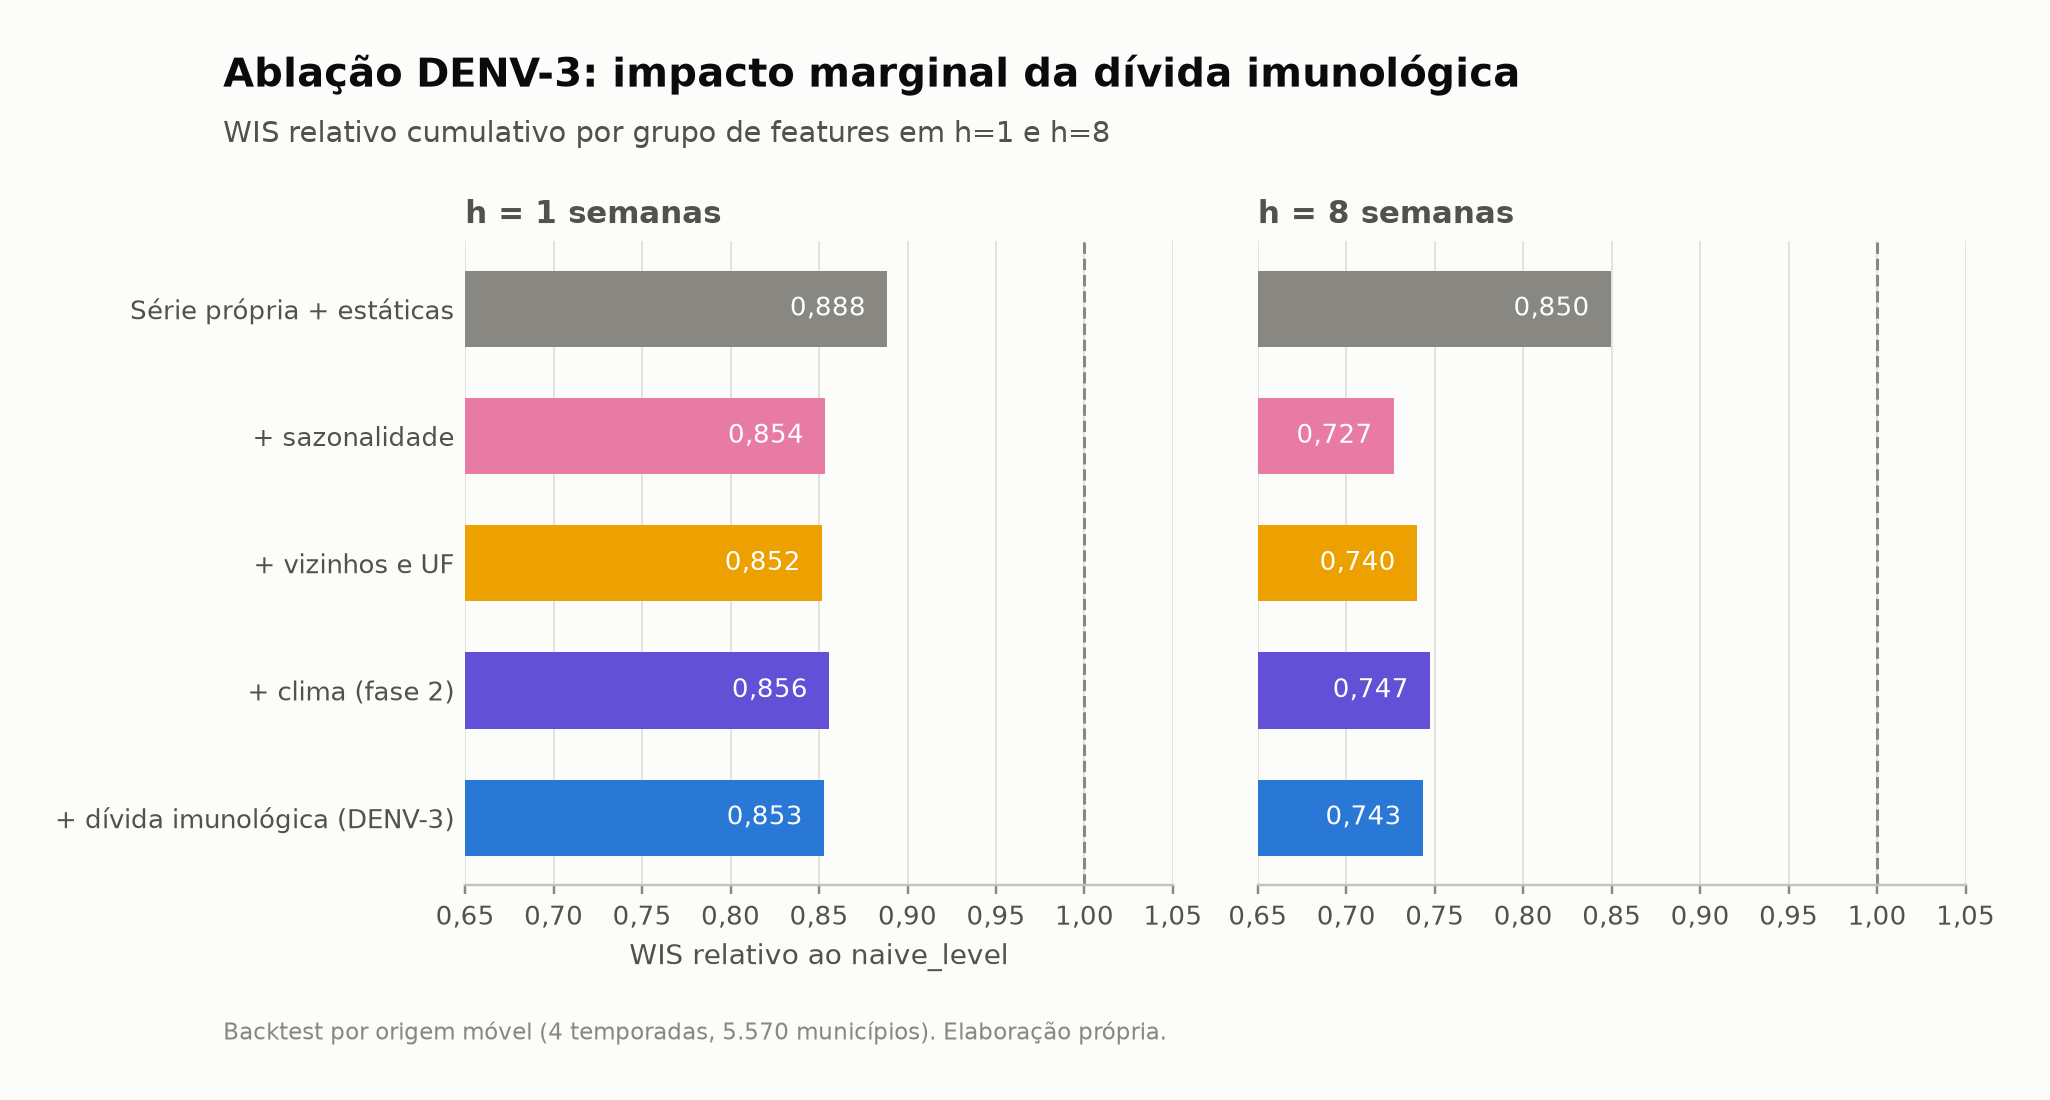 Ablação DENV-3: impacto marginal da dívida imunológica
WIS relativo cumulativo por grupo de features em h=1 e h=8
h = 1 semanas
h = 8 semanas
Série própria + estáticas
0,888
0,850
+ sazonalidade
0,854
0,727
+ vizinhos e UF
0,852
0,740
+ clima (fase 2)
0,856
0,747
+ dívida imunológica (DENV-3)
0,853
0,743
0,65 0,70 0,75 0,80 0,85 0,90 0,95 1,00 1,05
0,65 0,70 0,75 0,80 0,85 0,90 0,95 1,00 1,05
WIS relativo ao naive_level
Backtest por origem móvel (4 temporadas, 5.570 municípios). Elaboração própria.